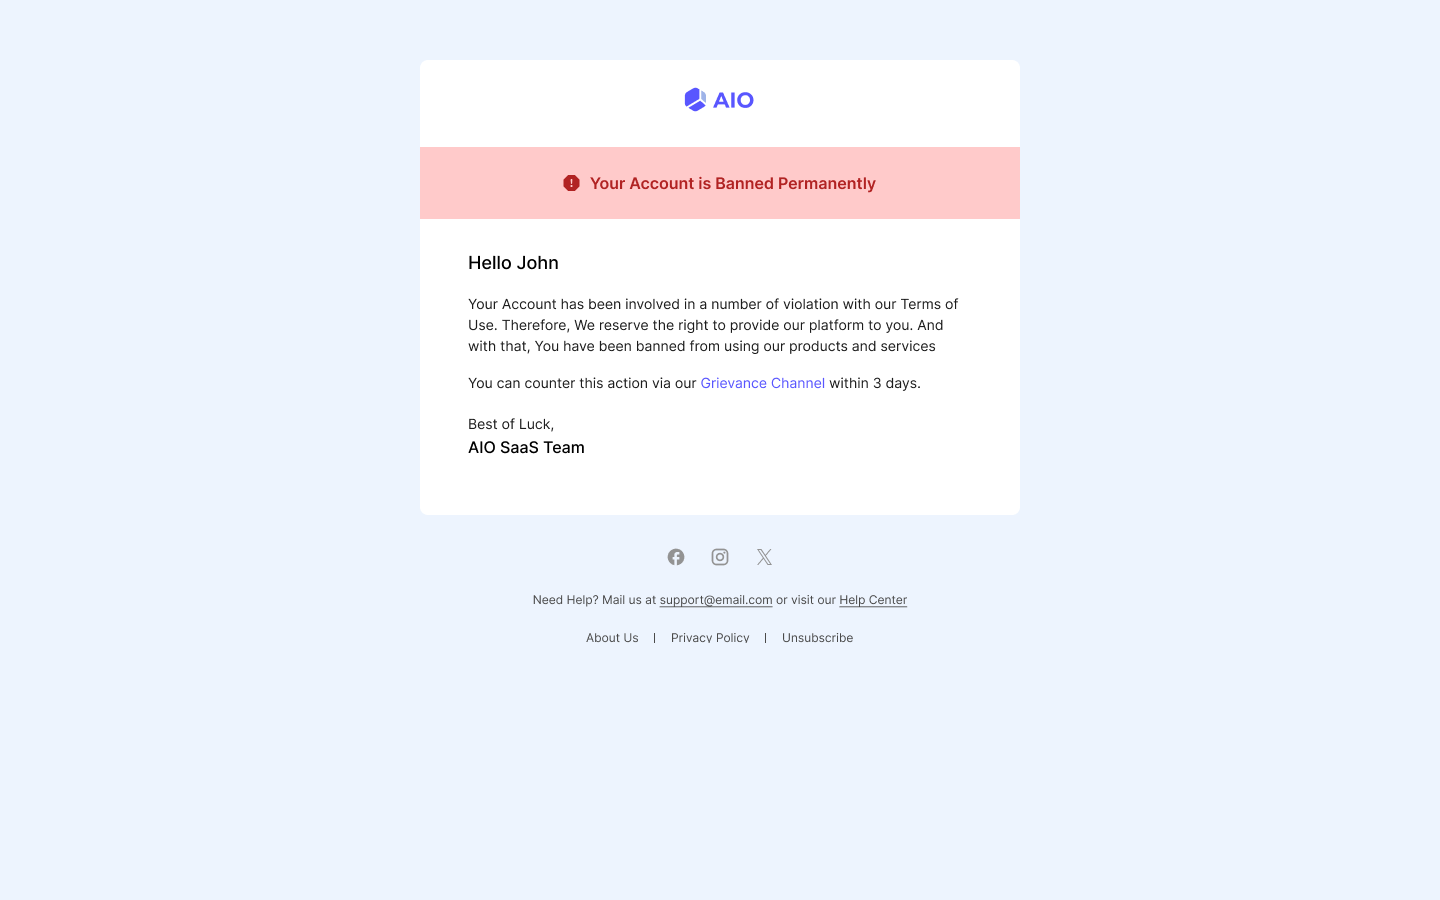 AIO
Your Account is Banned Permanently
Hello John
Your Account has been involved in a number of violation with our Terms of
Use. Therefore, We reserve the right to provide our platform to you. And
with that, You have been banned from using our products and services
You can counter this action via our Grievance Channel within 3 days.
Best of Luck,
AIO SaaS Team
Need Help? Mail us at support@email.com or visit our Help Center
About Us | Privacy Policy | Unsubscribe